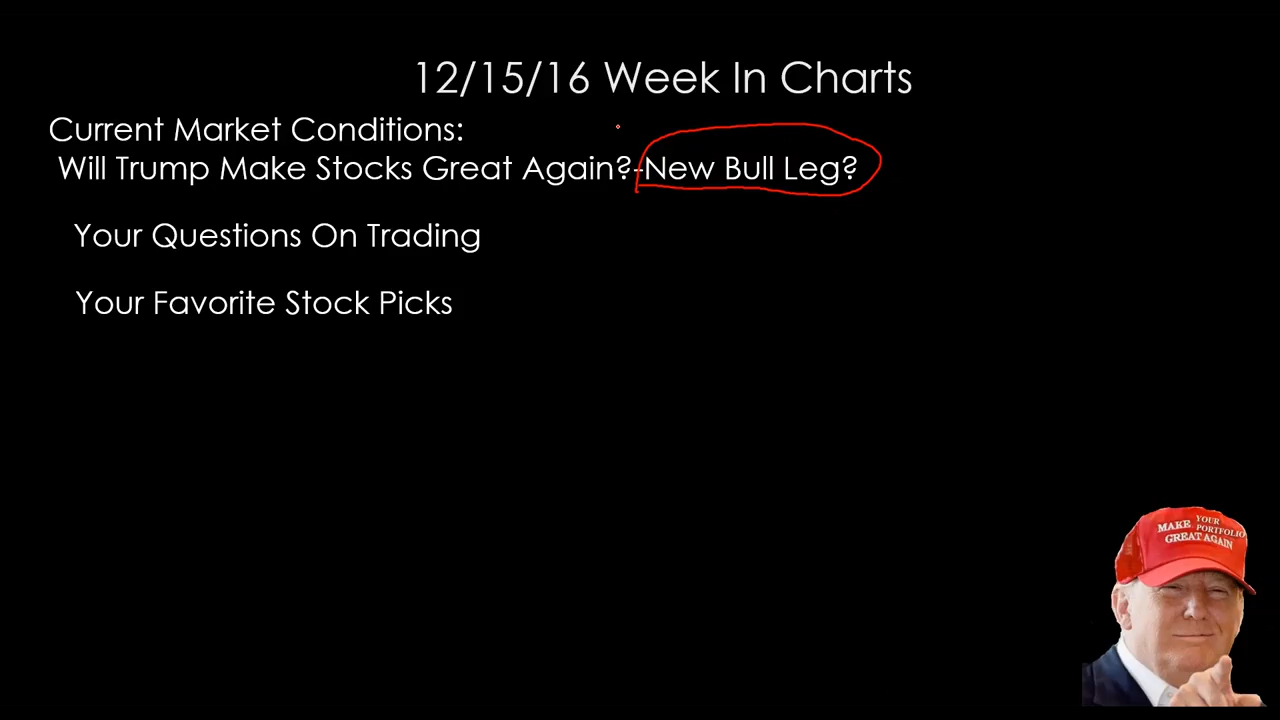 12/15/16 Week In Charts
Current Market Conditions:
Will Trump Make Stocks Great Again?-New Bull Leg?
Your Questions On Trading
Your Favorite Stock Picks
MAKE YOUR
PORTFOLIO
GREAT AGAIN